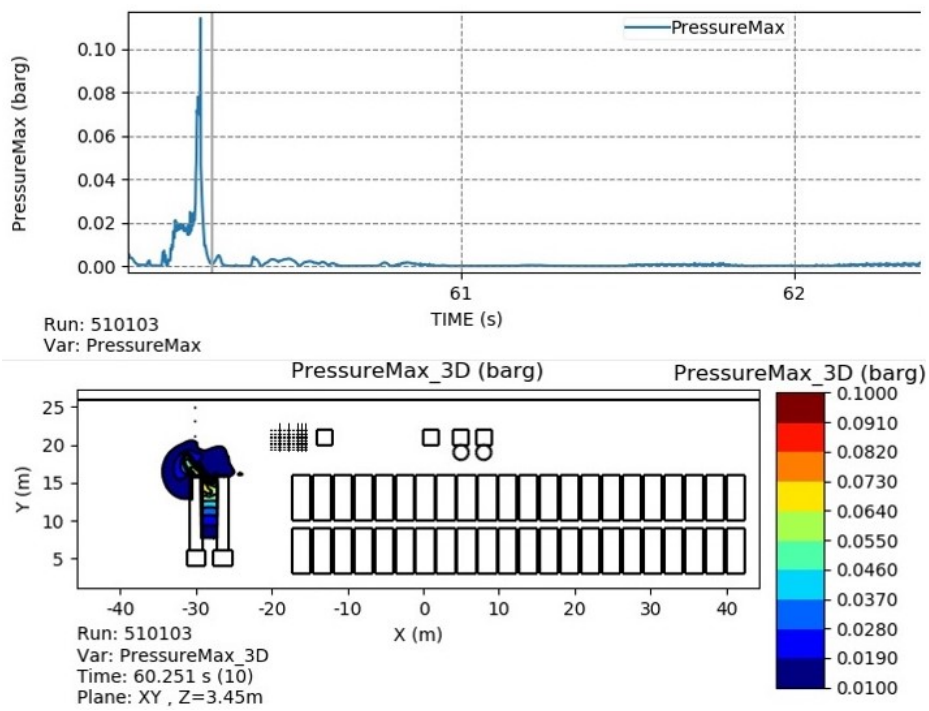 PressureMax
0.10
0.08
0.06
0.04
0.02
0.00
PressureMax (barg)
61
62
TIME (s)
Run: 510103
Var: PressureMax
PressureMax_3D (barg)
PressureMax_3D (barg)
25
20
15
10
5
Y (m)
-40
-30
-20
-10
0
10
20
30
40
X (m)
0.1000
0.0910
0.0820
0.0730
0.0640
0.0550
0.0460
0.0370
0.0280
0.0190
0.0100
Run: 510103
Var: PressureMax_3D
Time: 60.251 s (10)
Plane: XY , Z=3.45m